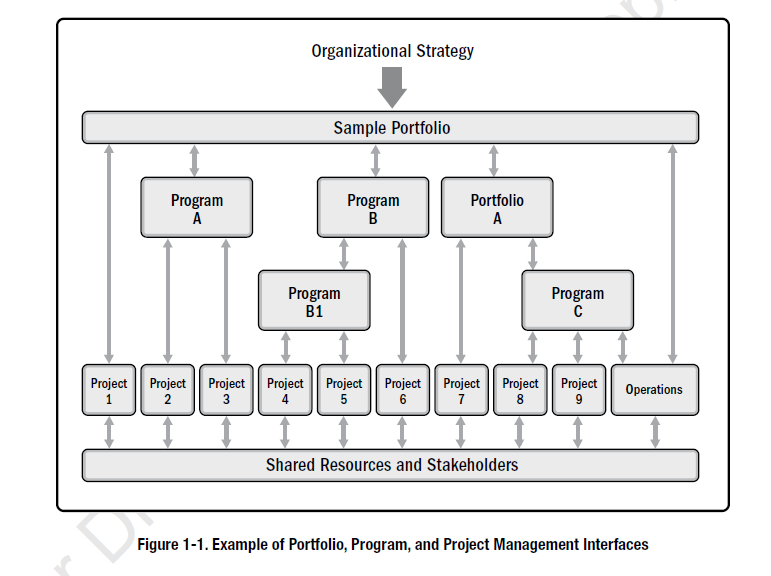 Organizational Strategy
Sample Portfolio
Program
A
Program
B
Portfolio
A
Program
B1
Program
C
Project
1
Project
2
Project
3
Project
4
Project
5
Project
6
Project
7
Project
8
Project
9
Operations
Shared Resources and Stakeholders
Figure 1-1. Example of Portfolio, Program, and Project Management Interfaces